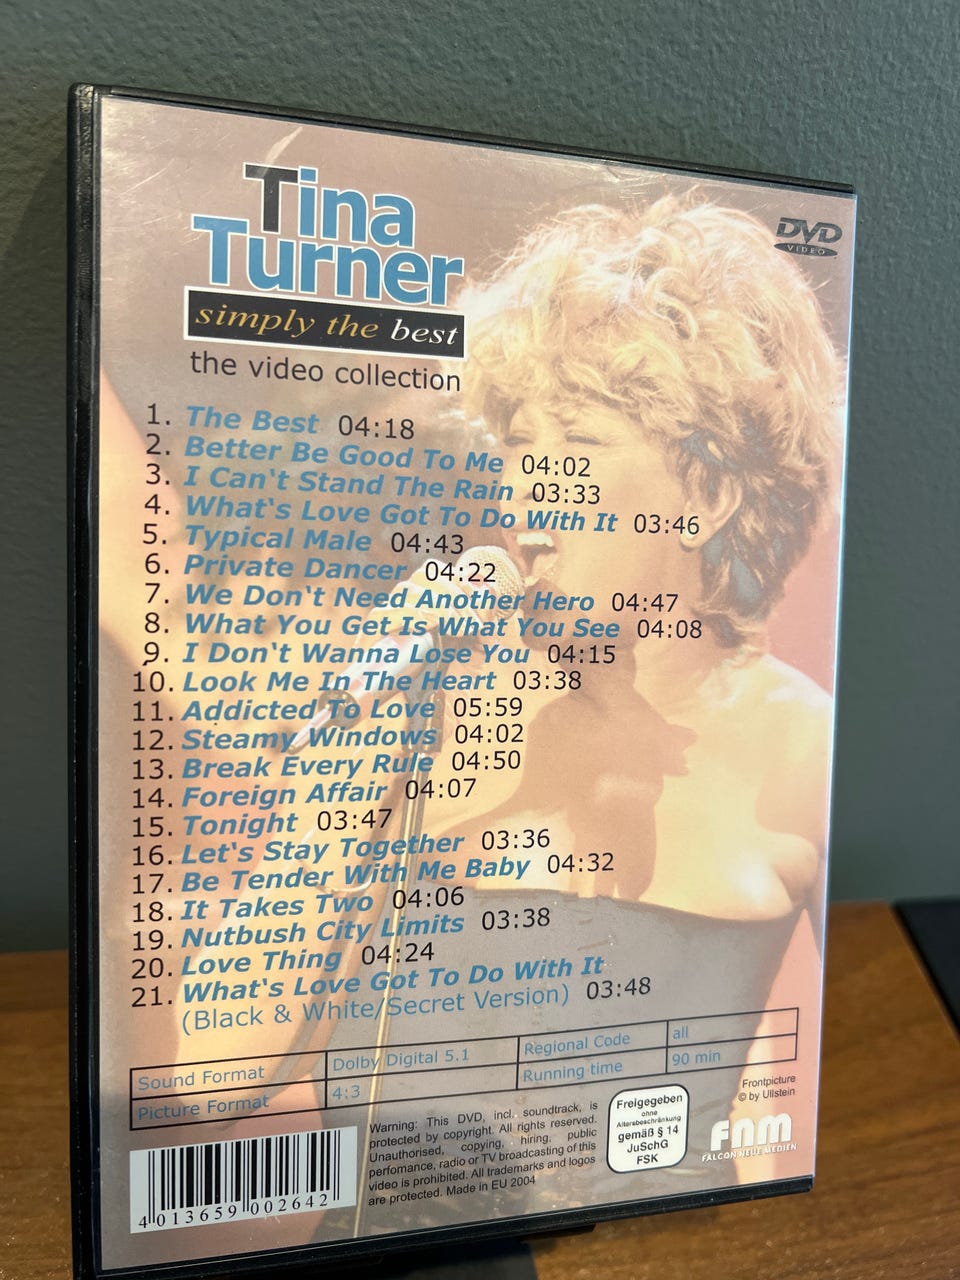 Tina
Turner
simply the best
the video collection
DVD
VIDEO
1. The Best 04:18
2. Better Be Good To Me 04:02
3. I Can't Stand The Rain 03:33
4. What's Love Got To Do With It 03:46
5. Typical Male 04:43
6. Private Dancer 04:22
7. We Don't Need Another Hero 04:47
8. What You Get Is What You See 04:08
9. I Don't Wanna Lose You 04:15
10. Look Me In The Heart 03:38
11. Addicted To Love 05:59
12. Steamy Windows 04:02
13. Break Every Rule 04:50
14. Foreign Affair 04:07
15. Tonight 03:47
16. Let's Stay Together 03:36
17. Be Tender With Me Baby 04:32
18. It Takes Two 04:06
19. Nutbush City Limits 03:38
20. Love Thing 04:24
21. What's Love Got To Do With It
(Black & White/Secret Version) 03:48
Sound Format Dolby Digital 5.1 Regional Code all
Picture Format 4:3 Running time 90 min
Frontpicture
© by Ullstein
Warning: This DVD, incl. soundtrack, is
protected by copyright. All rights reserved.
Unauthorised, copying, hiring, public
perfomance, radio or TV broadcasting of this
video is prohibited. All trademarks and logos
are protected. Made in EU 2004
Freigegeben
ohne
Altersbeschränkung
gemäß § 14
JuSchG
FSK
FNM
FALCON NEUE MEDIEN
4 013659 002642